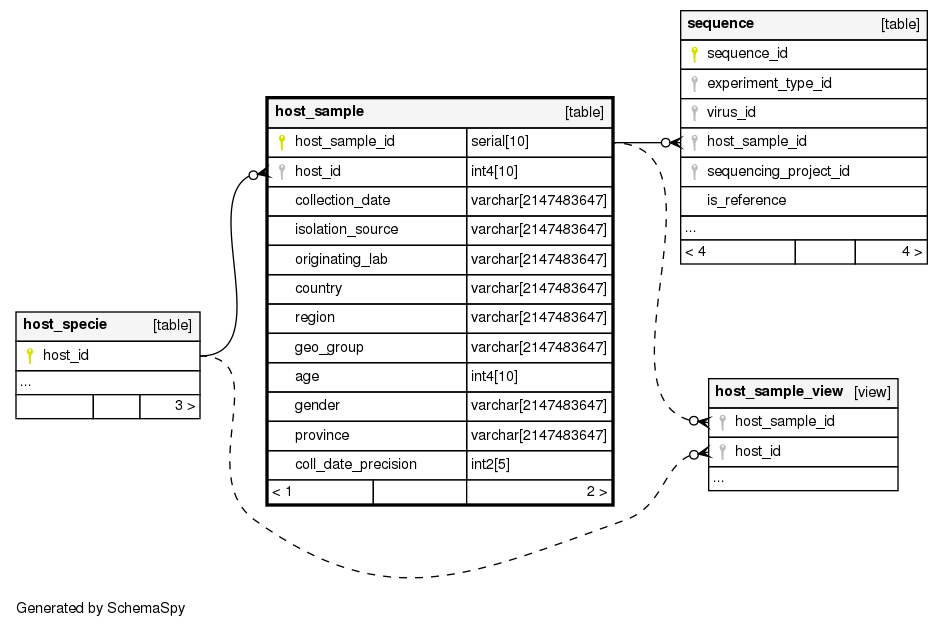 sequence [table]
sequence_id
experiment_type_id
virus_id
host_sample_id
sequencing_project_id
is_reference
...
< 4 4 >
host_sample [table]
host_sample_id serial[10]
host_id int4[10]
collection_date varchar[2147483647]
isolation_source varchar[2147483647]
originating_lab varchar[2147483647]
country varchar[2147483647]
region varchar[2147483647]
geo_group varchar[2147483647]
age int4[10]
gender varchar[2147483647]
province varchar[2147483647]
coll_date_precision int2[5]
< 1 2 >
host_specie [table]
host_id
...
3 >
host_sample_view [view]
host_sample_id
host_id
...
Generated by SchemaSpy